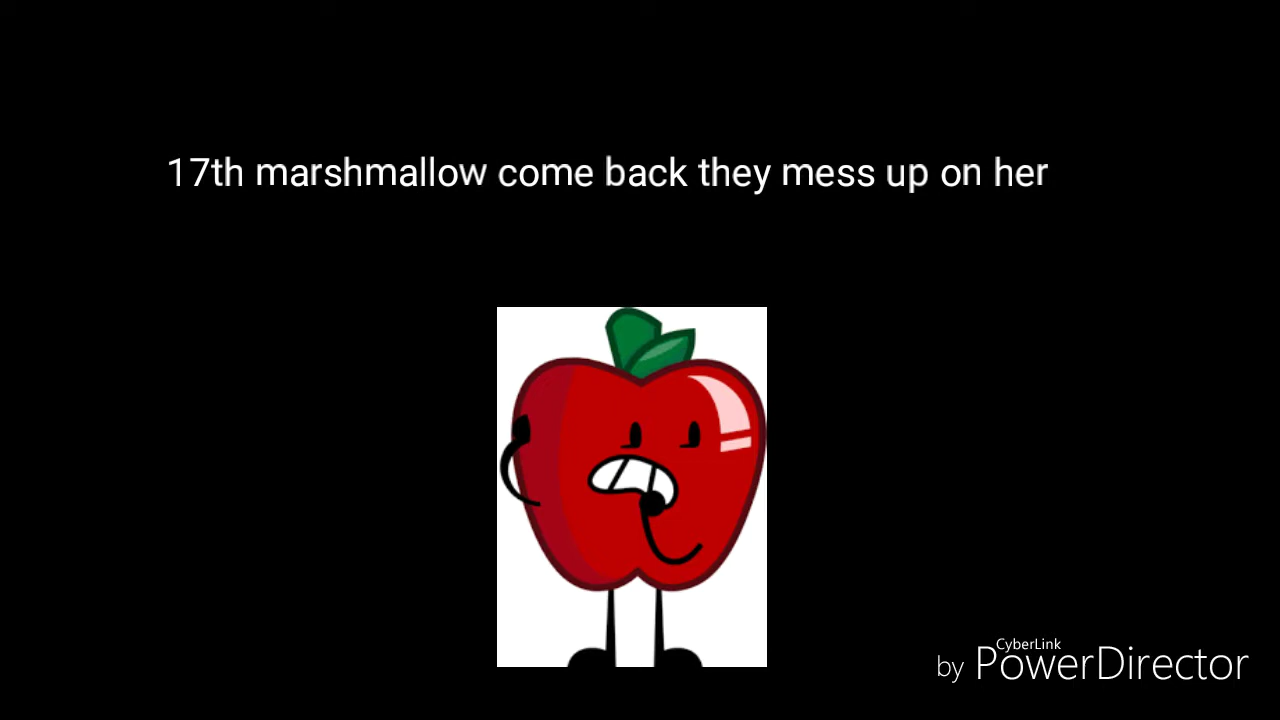 17th marshmallow come back they mess up on her
CyberLink
by PowerDirector